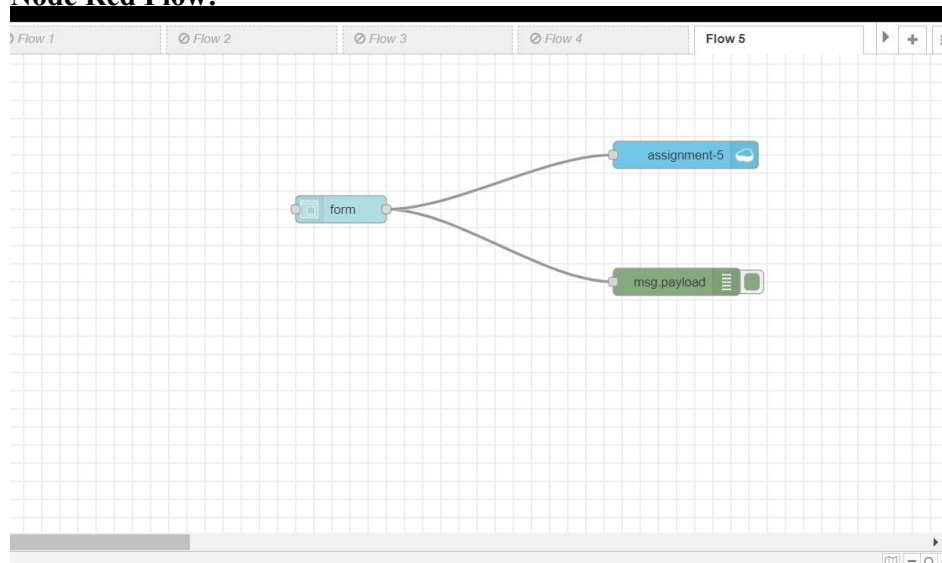 Node Red Flow:
Flow 1
Flow 2
Flow 3
Flow 4
Flow 5
assignment-5
form
msg.payload